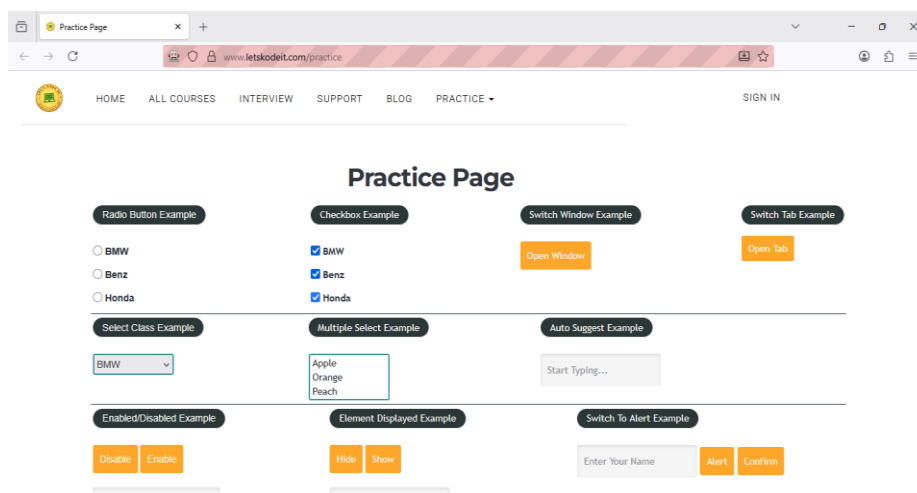 Practice Page
www.letskodeit.com/practice
HOME ALL COURSES INTERVIEW SUPPORT BLOG PRACTICE SIGN IN
Practice Page
Radio Button Example Checkbox Example Switch Window Example Switch Tab Example
BMW BMW Open Window Open Tab
Benz Benz
Honda Honda
Select Class Example Multiple Select Example Auto Suggest Example
BMW Apple Start Typing...
Orange
Peach
Enabled/Disabled Example Element Displayed Example Switch To Alert Example
Disable Enable Hide Show Enter Your Name Alert Confirm